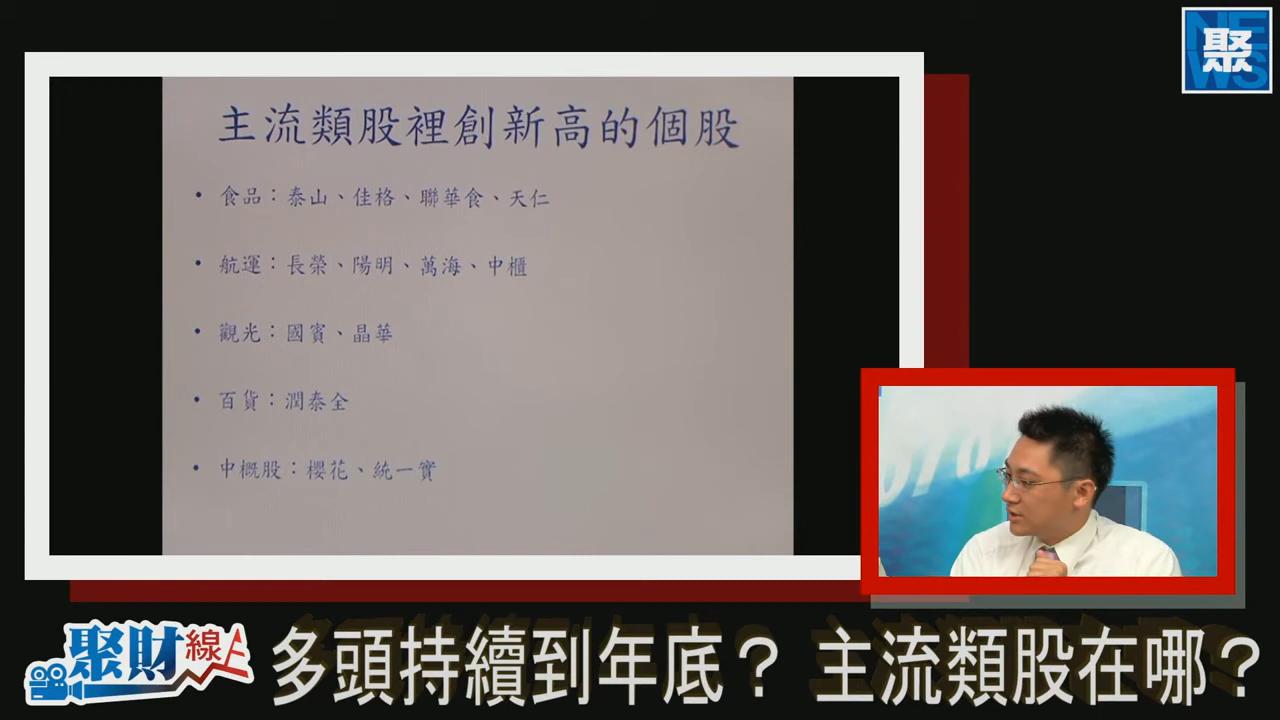 NEWS
聚
主流類股裡創新高的個股
• 食品：泰山、佳格、聯華食、天仁
• 航運：長榮、陽明、萬海、中櫃
• 觀光：國賓、晶華
• 百貨：潤泰全
• 中概股：櫻花、統一實
聚財線上
多頭持續到年底？ 主流類股在哪？